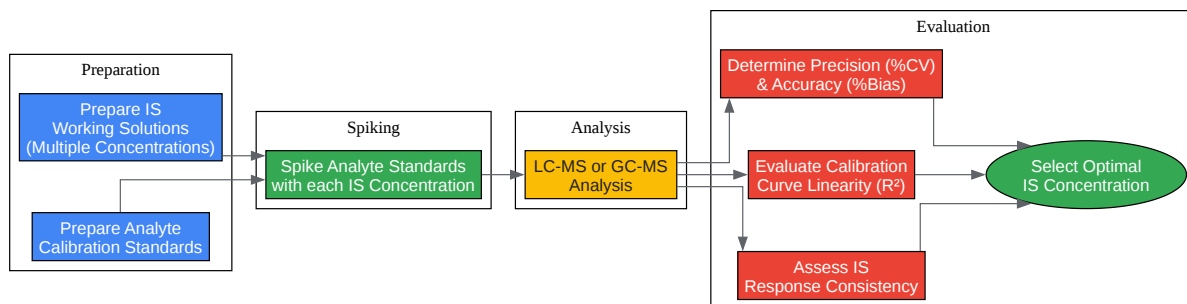 Preparation
Prepare IS
Working Solutions
(Multiple Concentrations)
Prepare Analyte
Calibration Standards
Spiking
Spike Analyte Standards
with each IS Concentration
Analysis
LC-MS or GC-MS
Analysis
Evaluation
Determine Precision (%CV)
& Accuracy (%Bias)
Evaluate Calibration
Curve Linearity (R²)
Assess IS
Response Consistency
Select Optimal
IS Concentration